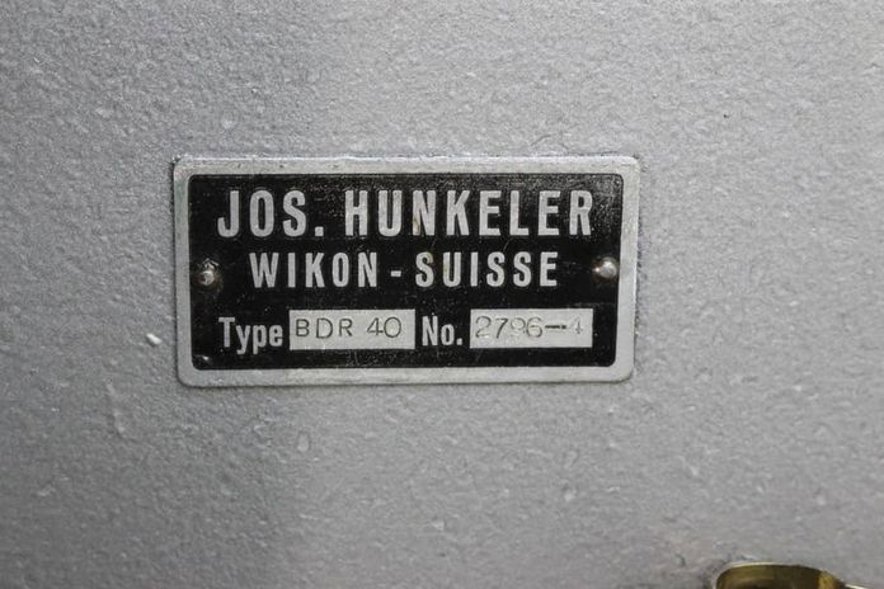 JOS. HUNKELER
WIKON - SUISSE
Type BDR 40 No. 2796-4